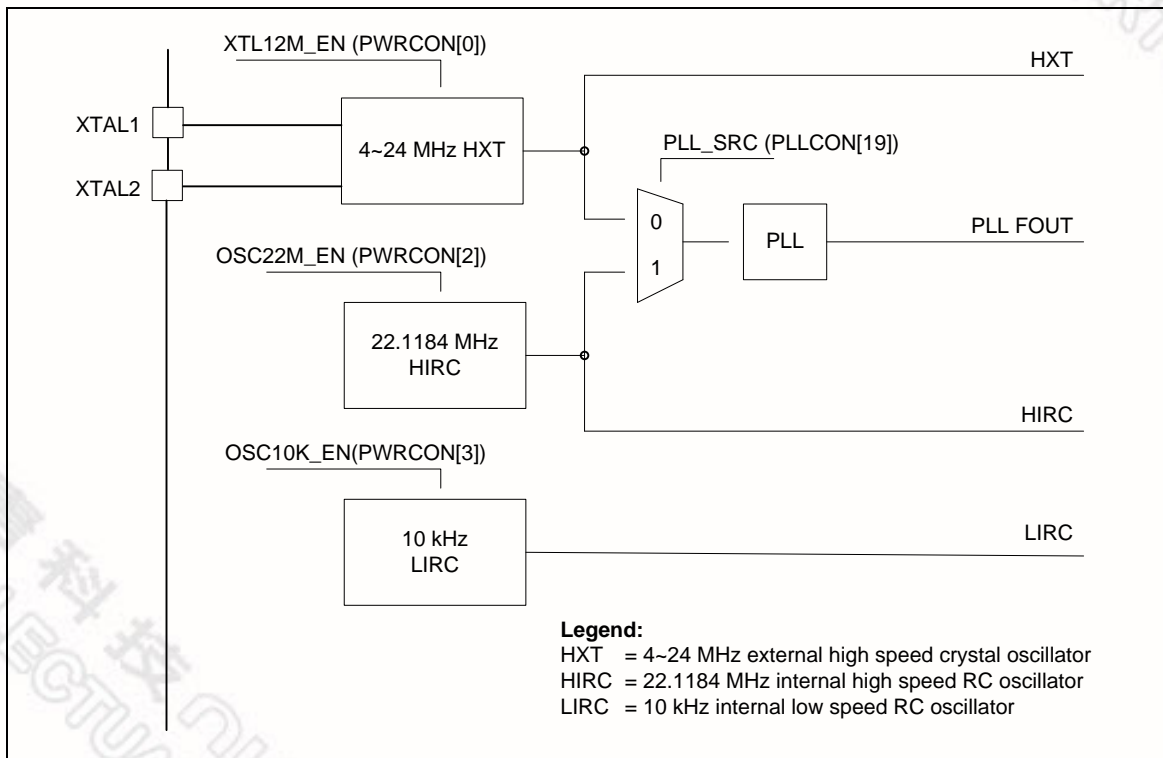 XTL12M_EN (PWRCON[0])
HXT
XTAL1
4~24 MHz HXT
PLL_SRC (PLLCON[19])
XTAL2
0
PLL
PLL FOUT
1
OSC22M_EN (PWRCON[2])
22.1184 MHz
HIRC
HIRC
OSC10K_EN(PWRCON[3])
10 kHz
LIRC
LIRC
Legend:
HXT = 4~24 MHz external high speed crystal oscillator
HIRC = 22.1184 MHz internal high speed RC oscillator
LIRC = 10 kHz internal low speed RC oscillator
科技